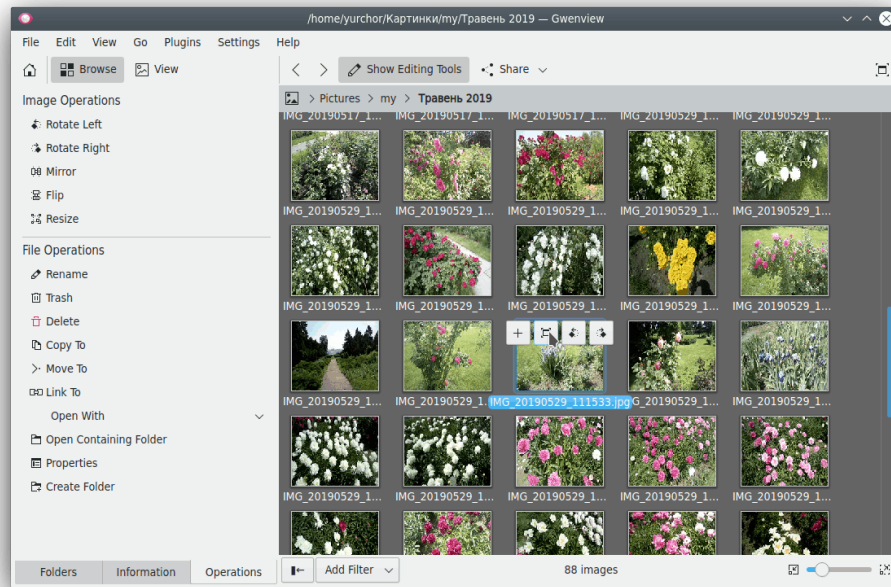 /home/yurchor/Картинки/my/Травень 2019 — Gwenview
File Edit View Go Plugins Settings Help
Browse View Show Editing Tools Share
Pictures > my > Травень 2019
Image Operations
Rotate Left
Rotate Right
Mirror
Flip
Resize
File Operations
Rename
Trash
Delete
Copy To
Move To
Link To
Open With
Open Containing Folder
Properties
Create Folder
IMG_20190517_1... IMG_20190517_1... IMG_20190517_1... IMG_20190529_1... IMG_20190529_1...
IMG_20190529_1... IMG_20190529_1... IMG_20190529_1... IMG_20190529_1... IMG_20190529_1...
IMG_20190529_1... IMG_20190529_1... IMG_20190529_1... IMG_20190529_1... IMG_20190529_1...
IMG_20190529_1... IMG_20190529_1... IMG_20190529_111533.jpg IMG_20190529_1... IMG_20190529_1...
IMG_20190529_1... IMG_20190529_1... IMG_20190529_1... IMG_20190529_1... IMG_20190529_1...
Folders Information Operations Add Filter 88 images